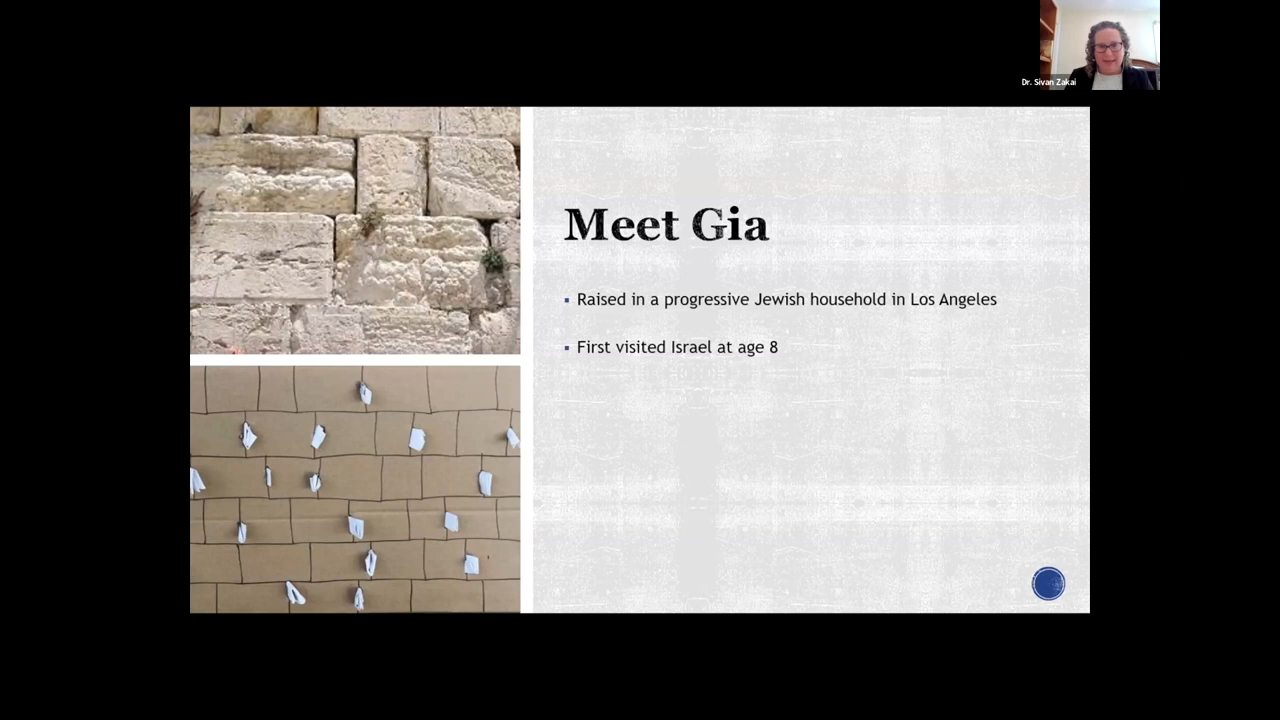 Dr. Sivan Zakai
Meet Gia
▪ Raised in a progressive Jewish household in Los Angeles
▪ First visited Israel at age 8